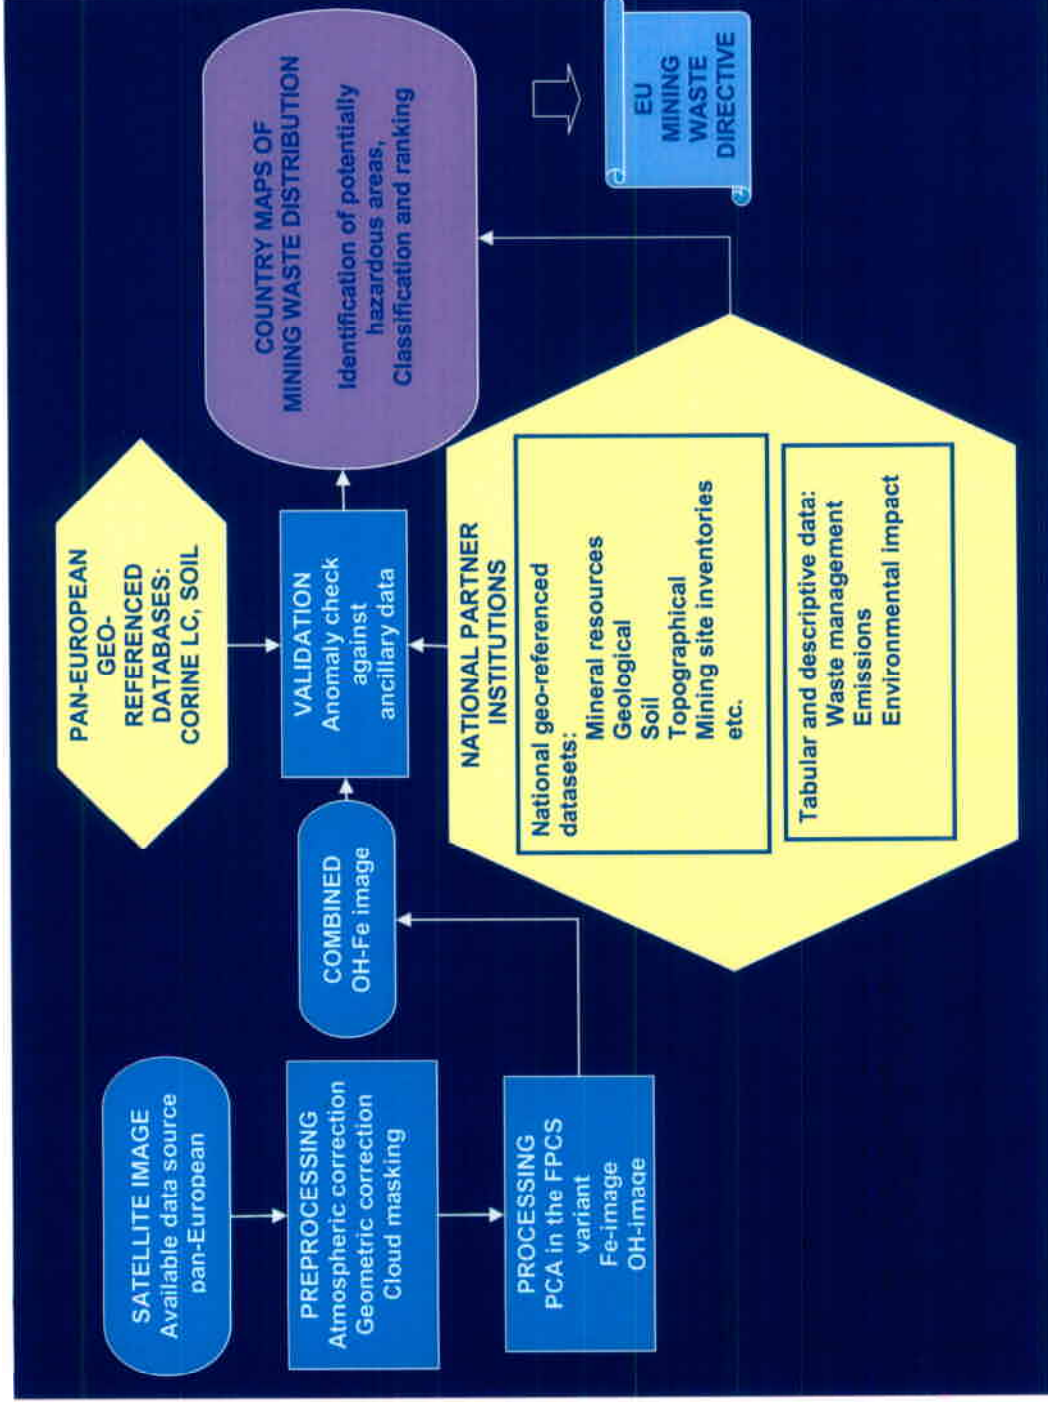 SATELLITE IMAGE
Available data source
pan-European
PREPROCESSING
Atmospheric correction
Geometric correction
Cloud masking
PROCESSING
PCA in the FPCS
variant
Fe-image
OH-image
COMBINED
OH-Fe image
PAN-EUROPEAN
GEO-
REFERENCED
DATABASES:
CORINE LC, SOIL
VALIDATION
Anomaly check
against
ancillary data
NATIONAL PARTNER
INSTITUTIONS
National geo-referenced
datasets:
Mineral resources
Geological
Soil
Topographical
Mining site inventories
etc.
Tabular and descriptive data:
Waste management
Emissions
Environmental impact
COUNTRY MAPS OF
MINING WASTE DISTRIBUTION
Identification of potentially
hazardous areas,
Classification and ranking
EU
MINING
WASTE
DIRECTIVE